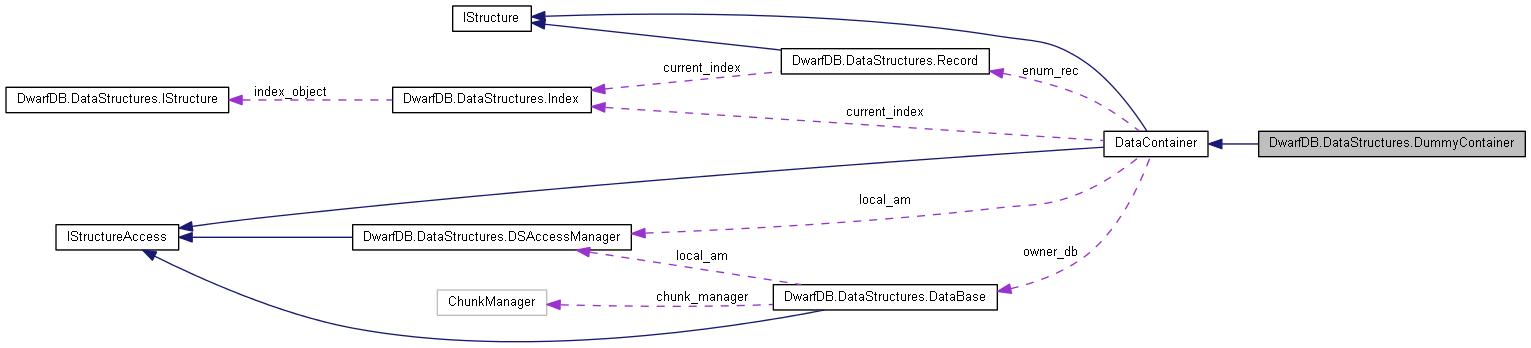 IStructure
DwarfDB.DataStructures.Record
current_index
enum_rec
DwarfDB.DataStructures.IStructure
index_object
DwarfDB.DataStructures.Index
current_index
DataContainer
DwarfDB.DataStructures.DummyContainer
local_am
IStructureAccess
DwarfDB.DataStructures.DSAccessManager
local_am
owner_db
ChunkManager
chunk_manager
DwarfDB.DataStructures.DataBase